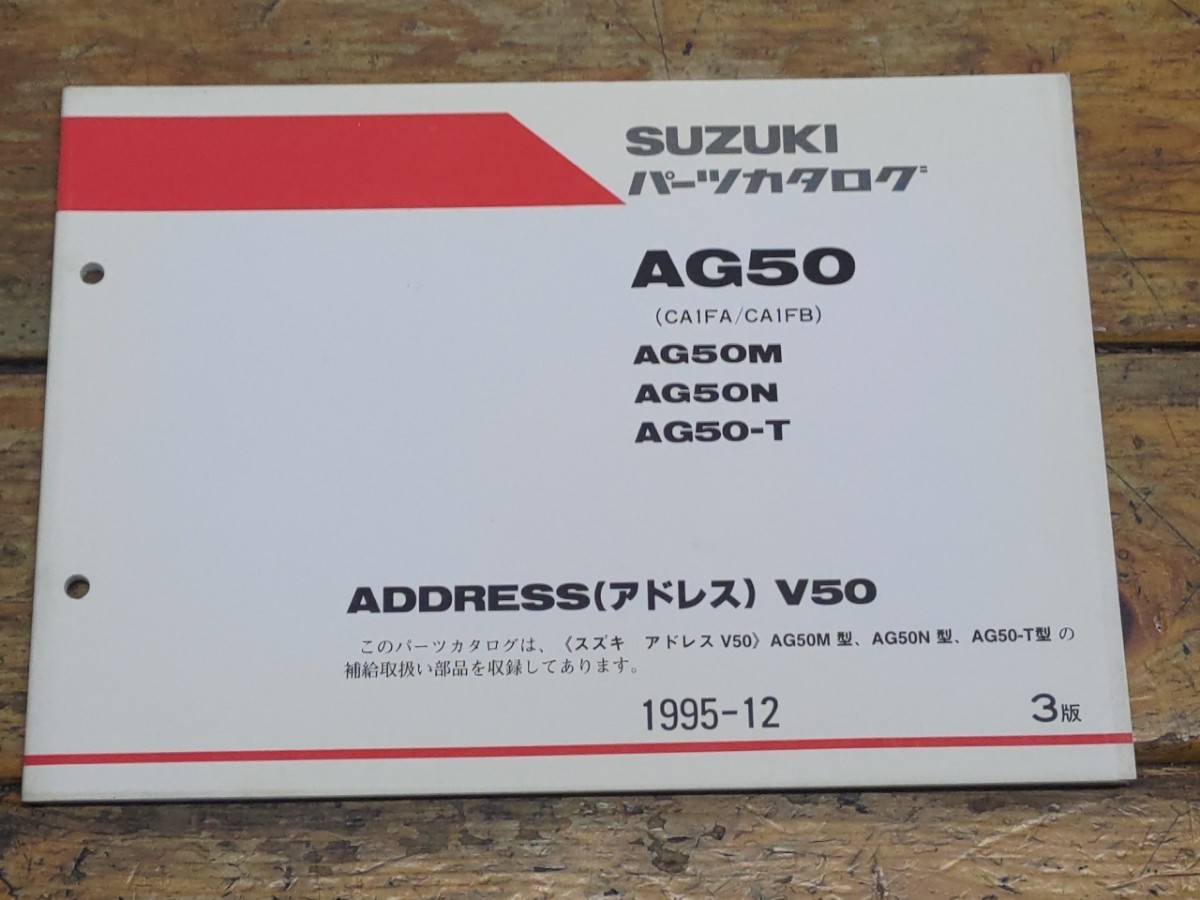 SUZUKI
パーツカタログ
AG50
(CA1FA/CA1FB)
AG50M
AG50N
AG50-T
ADDRESS(アドレス) V50
このパーツカタログは、《スズキ アドレス V50》AG50M 型、AG50N 型、AG50-T型 の
補給取扱い部品を収録してあります。
1995-12 3版